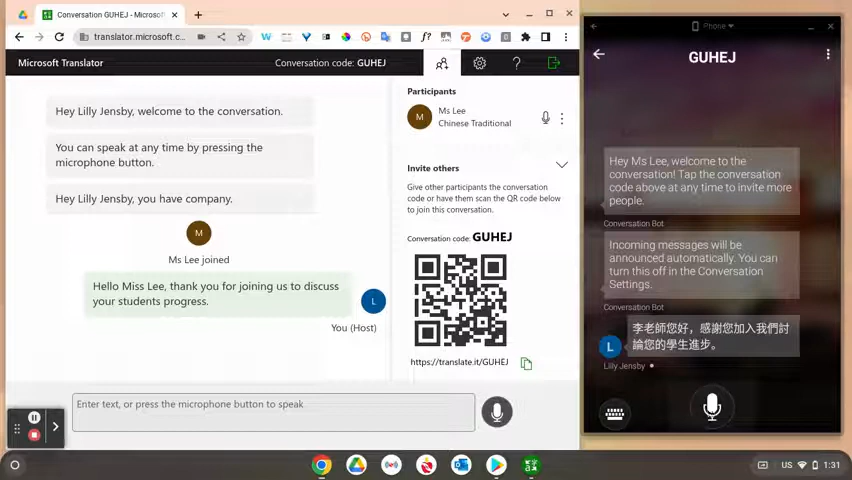 Conversation GUHEJ - Microsof
translator.microsoft.c...
Microsoft Translator
Conversation code: GUHEJ
Hey Lilly Jensby, welcome to the conversation.
You can speak at any time by pressing the
microphone button.
Hey Lilly Jensby, you have company.
M
Ms Lee joined
Hello Miss Lee, thank you for joining us to discuss
your students progress.
L
You (Host)
Enter text, or press the microphone button to speak
Participants
M
Ms Lee
Chinese Traditional
Invite others
Give other participants the conversation
code or have them scan the QR code below
to join this conversation.
Conversation code: GUHEJ
https://translate.it/GUHEJ
Phone
GUHEJ
Hey Ms Lee, welcome to the
conversation! Tap the conversation
code above at any time to invite more
people.
Conversation Bot
Incoming messages will be
announced automatically. You can
turn this off in the Conversation
Settings.
Conversation Bot
L
李老師您好，感謝您加入我們討
論您的學生進步。
Lilly Jensby
US
1:31